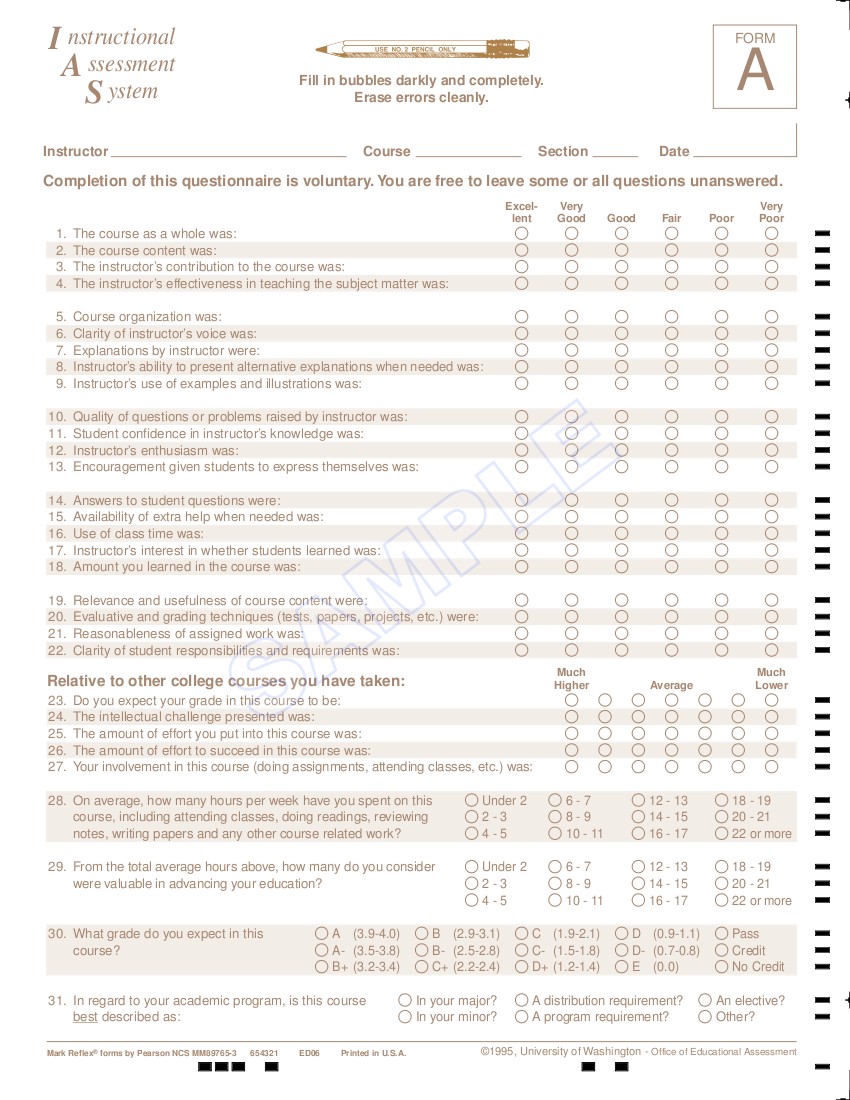 Instructional
Assessment
System
USE NO. 2 PENCIL ONLY
Fill in bubbles darkly and completely.
Erase errors cleanly.
FORM
A
Instructor Course Section Date
Completion of this questionnaire is voluntary. You are free to leave some or all questions unanswered.
Excel-lent Very Good Good Fair Poor Very Poor
1. The course as a whole was:
2. The course content was:
3. The instructor's contribution to the course was:
4. The instructor's effectiveness in teaching the subject matter was:
5. Course organization was:
6. Clarity of instructor's voice was:
7. Explanations by instructor were:
8. Instructor's ability to present alternative explanations when needed was:
9. Instructor's use of examples and illustrations was:
10. Quality of questions or problems raised by instructor was:
11. Student confidence in instructor's knowledge was:
12. Instructor's enthusiasm was:
13. Encouragement given students to express themselves was:
14. Answers to student questions were:
15. Availability of extra help when needed was:
16. Use of class time was:
17. Instructor's interest in whether students learned was:
18. Amount you learned in the course was:
19. Relevance and usefulness of course content were:
20. Evaluative and grading techniques (tests, papers, projects, etc.) were:
21. Reasonableness of assigned work was:
22. Clarity of student responsibilities and requirements was:
SAMPLE
Relative to other college courses you have taken:
Much Higher Average Much Lower
23. Do you expect your grade in this course to be:
24. The intellectual challenge presented was:
25. The amount of effort you put into this course was:
26. The amount of effort to succeed in this course was:
27. Your involvement in this course (doing assignments, attending classes, etc.) was:
28. On average, how many hours per week have you spent on this Under 2 6 - 7 12 - 13 18 - 19
course, including attending classes, doing readings, reviewing 2 - 3 8 - 9 14 - 15 20 - 21
notes, writing papers and any other course related work? 4 - 5 10 - 11 16 - 17 22 or more
29. From the total average hours above, how many do you consider Under 2 6 - 7 12 - 13 18 - 19
were valuable in advancing your education? 2 - 3 8 - 9 14 - 15 20 - 21
4 - 5 10 - 11 16 - 17 22 or more
30. What grade do you expect in this A (3.9-4.0) B (2.9-3.1) C (1.9-2.1) D (0.9-1.1) Pass
course? A- (3.5-3.8) B- (2.5-2.8) C- (1.5-1.8) D- (0.7-0.8) Credit
B+ (3.2-3.4) C+ (2.2-2.4) D+ (1.2-1.4) E (0.0) No Credit
31. In regard to your academic program, is this course In your major? A distribution requirement? An elective?
best described as: In your minor? A program requirement? Other?
Mark Reflex® forms by Pearson NCS MM89765-3 654321 ED06 Printed in U.S.A. ©1995, University of Washington - Office of Educational Assessment